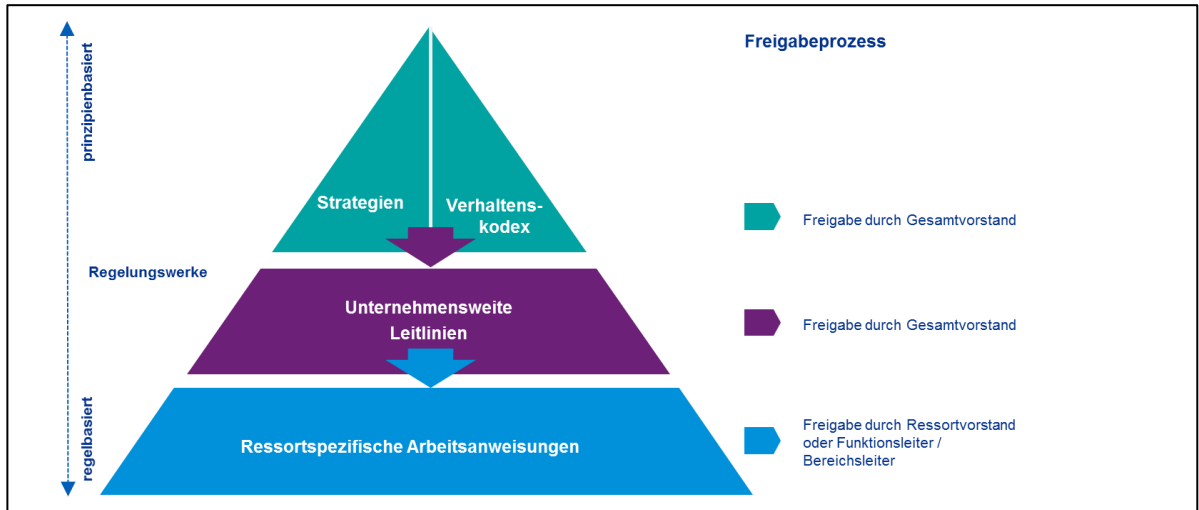 prinzipienbasiert
Regelungswerke
regelbasiert
Strategien
Verhaltens-
kodex
Unternehmensweite
Leitlinien
Ressortspezifische Arbeitsanweisungen
Freigabeprozess
Freigabe durch Gesamtvorstand
Freigabe durch Gesamtvorstand
Freigabe durch Ressortvorstand
oder Funktionsleiter /
Bereichsleiter